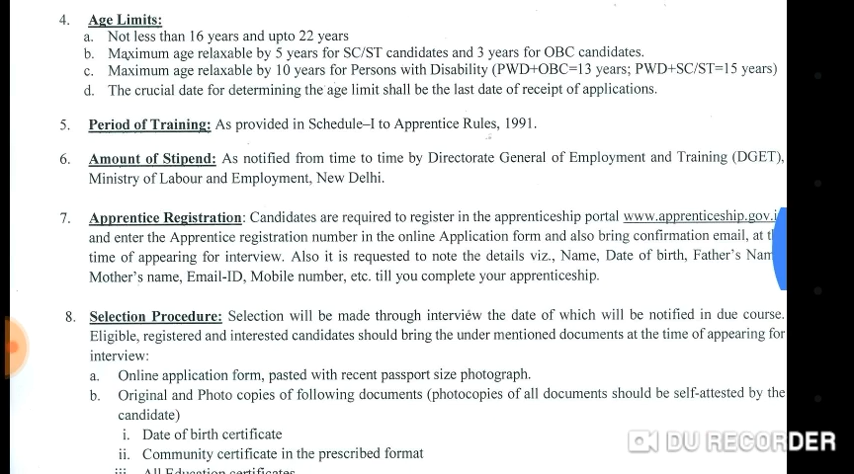 4. Age Limits:
a. Not less than 16 years and upto 22 years
b. Maximum age relaxable by 5 years for SC/ST candidates and 3 years for OBC candidates.
c. Maximum age relaxable by 10 years for Persons with Disability (PWD+OBC=13 years; PWD+SC/ST=15 years)
d. The crucial date for determining the age limit shall be the last date of receipt of applications.
5. Period of Training: As provided in Schedule–I to Apprentice Rules, 1991.
6. Amount of Stipend: As notified from time to time by Directorate General of Employment and Training (DGET),
Ministry of Labour and Employment, New Delhi.
7. Apprentice Registration: Candidates are required to register in the apprenticeship portal www.apprenticeship.gov.i
and enter the Apprentice registration number in the online Application form and also bring confirmation email, at
time of appearing for interview. Also it is requested to note the details viz., Name, Date of birth, Father's Nam
Mother's name, Email-ID, Mobile number, etc. till you complete your apprenticeship.
8. Selection Procedure: Selection will be made through interview the date of which will be notified in due course.
Eligible, registered and interested candidates should bring the under mentioned documents at the time of appearing for
interview:
a. Online application form, pasted with recent passport size photograph.
b. Original and Photo copies of following documents (photocopies of all documents should be self-attested by the
candidate)
i. Date of birth certificate
ii. Community certificate in the prescribed format
iii. All Education certificates
DU RECORDER